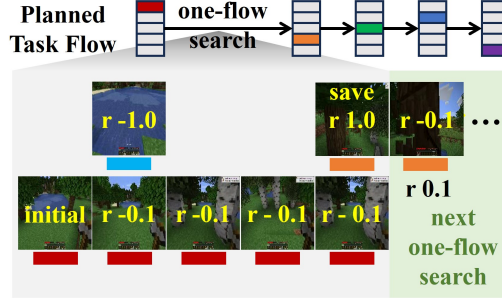 Planned
Task Flow
one-flow
search
r -1.0
save
r 1.0
r -0.1
...
initial
r -0.1
r -0.1
r - 0.1
r - 0.1
r 0.1
next
one-flow
search